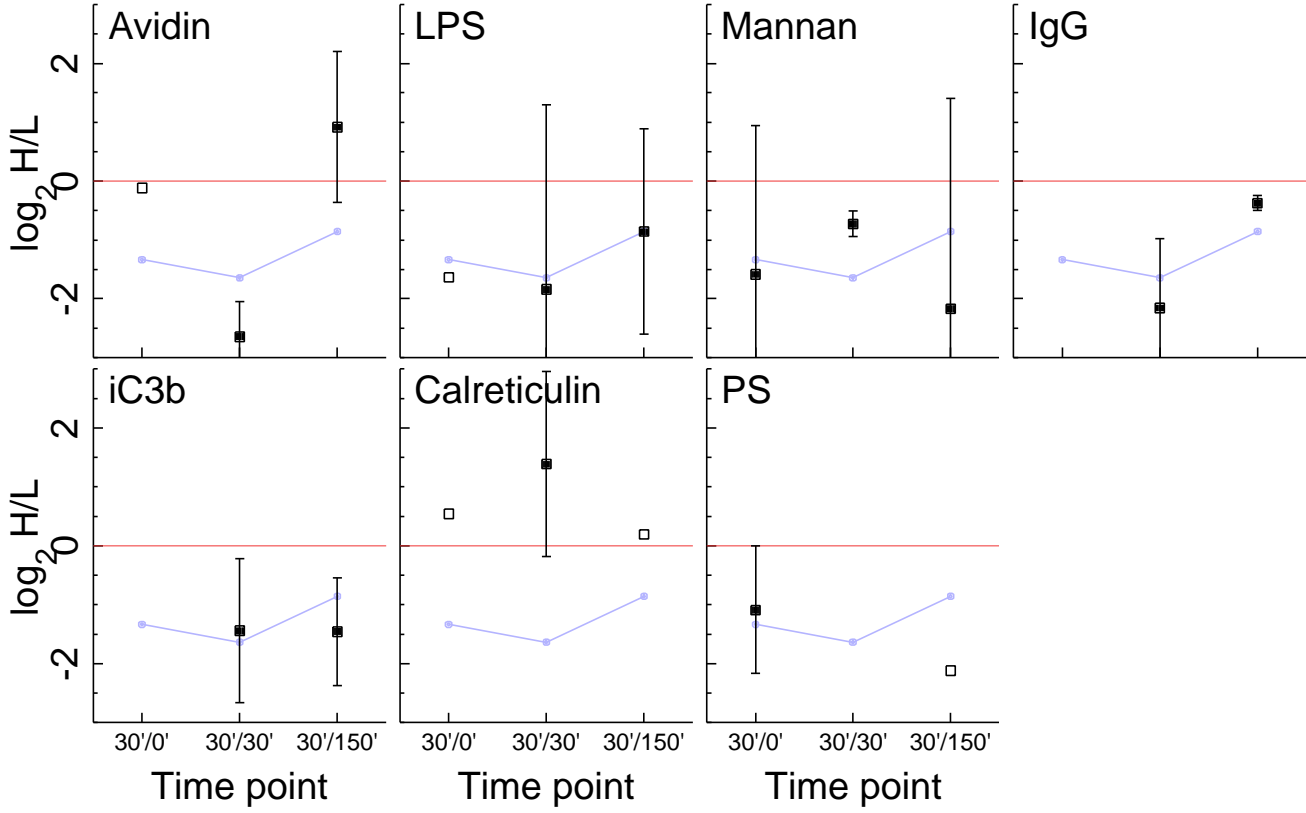 Avidin
LPS
Mannan
IgG
2
0
-2
log2 H/L
iC3b
Calreticulin
PS
2
0
-2
log2 H/L
30'/0' 30'/30' 30'/150'
30'/0' 30'/30' 30'/150'
30'/0' 30'/30' 30'/150'
Time point
Time point
Time point